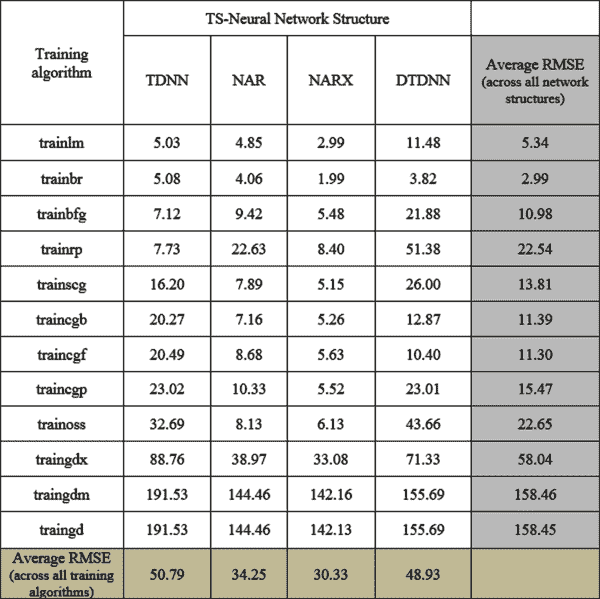 Training
algorithm
TS-Neural Network Structure
TDNN NAR NARX DTDNN
Average RMSE
(across all network
structures)
trainlm 5.03 4.85 2.99 11.48 5.34
trainbr 5.08 4.06 1.99 3.82 2.99
trainbfg 7.12 9.42 5.48 21.88 10.98
trainrp 7.73 22.63 8.40 51.38 22.54
trainscg 16.20 7.89 5.15 26.00 13.81
traincgb 20.27 7.16 5.26 12.87 11.39
traincgf 20.49 8.68 5.63 10.40 11.30
traincgp 23.02 10.33 5.52 23.01 15.47
trainoss 32.69 8.13 6.13 43.66 22.65
traingdx 88.76 38.97 33.08 71.33 58.04
traingdm 191.53 144.46 142.16 155.69 158.46
traingd 191.53 144.46 142.13 155.69 158.45
Average RMSE
(across all training
algorithms)
50.79 34.25 30.33 48.93